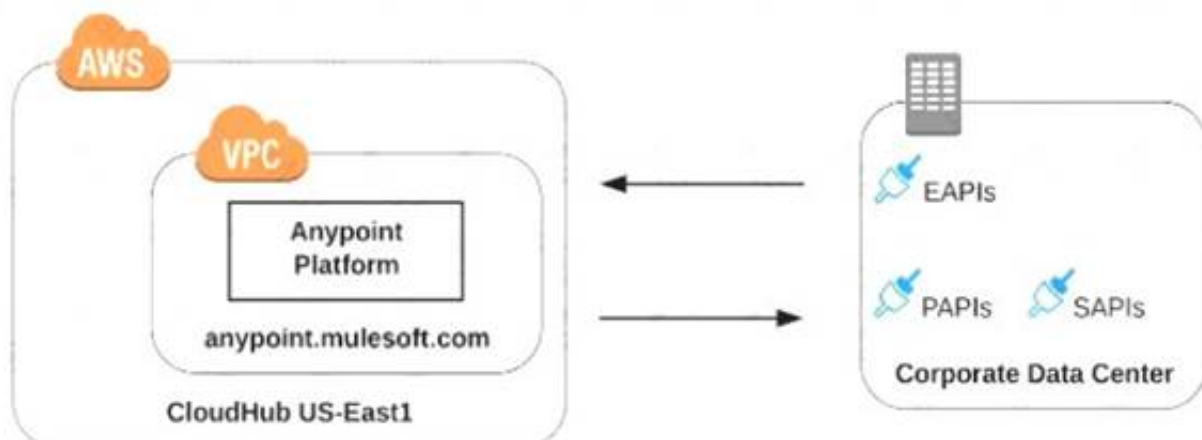 AWS
VPC
Anypoint
Platform
anypoint.mulesoft.com
CloudHub US-East1
EAPIs
PAPIs
SAPIs
Corporate Data Center